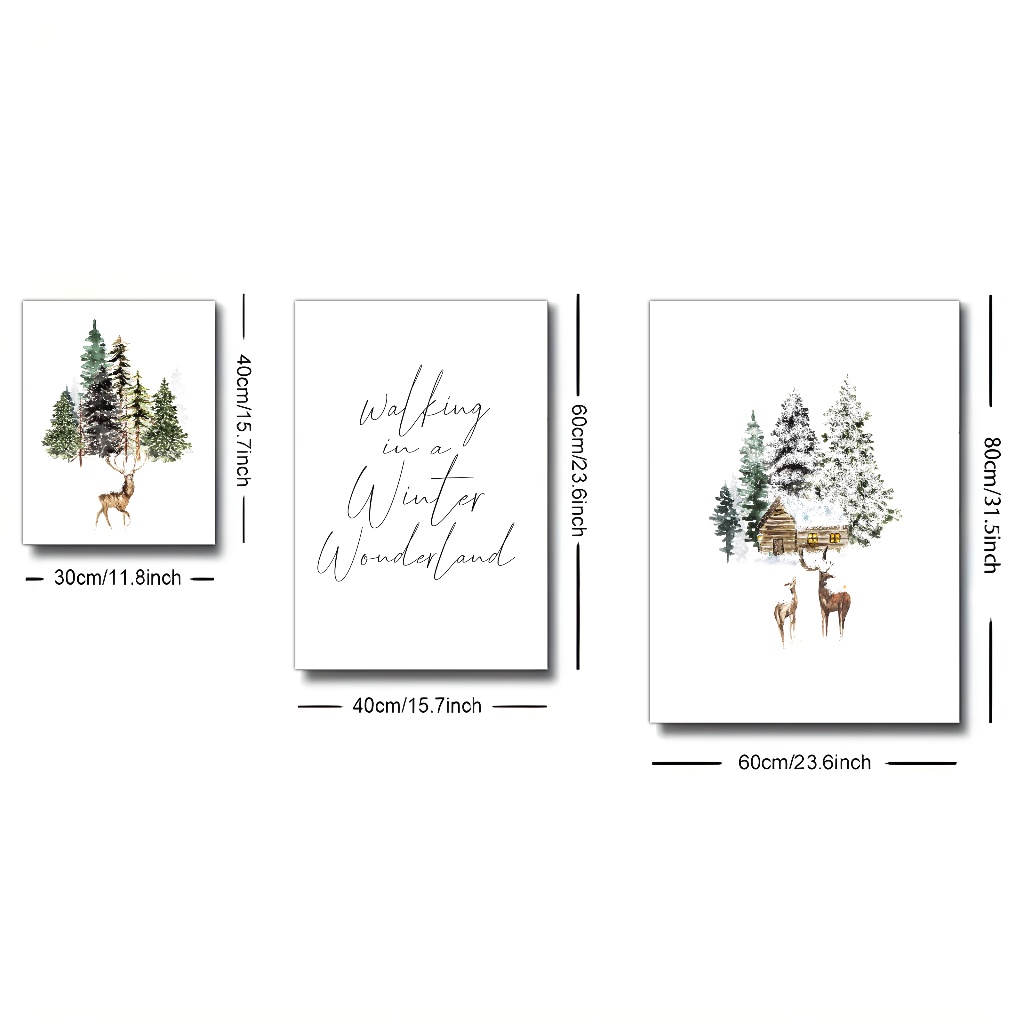 40cm/15.7inch
30cm/11.8inch
walking
in a
Winter
Wonderland
60cm/23.6inch
40cm/15.7inch
80cm/31.5inch
60cm/23.6inch